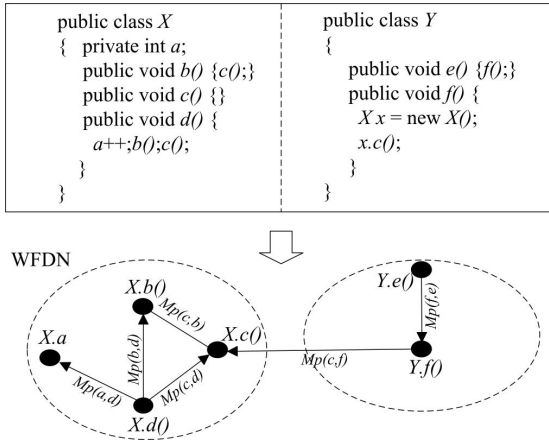 public class X
{ private int a;
public void b() {c();}
public void c() {}
public void d() {
a++;b();c();
}
}
public class Y
{
public void e() {f();}
public void f() {
X x = new X();
x.c();
}
}
WFDN
X.b()
Y.e()
Mp(c,b)
Mp(f,e)
X.a
X.c()
Mp(b,d)
Mp(a,d)
Mp(c,d)
Mp(c,f)
Y.f()
X.d()